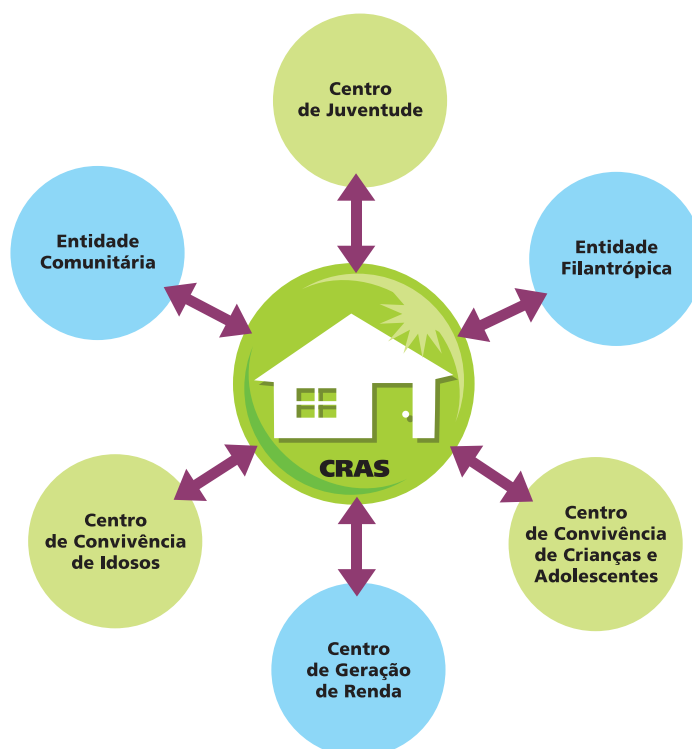 Centro
de Juventude
Entidade
Comunitária
Entidade
Filantrópica
CRAS
Centro
de Convivência
de Idosos
Centro
de Convivência
de Crianças e
Adolescentes
Centro
de Geração
de Renda